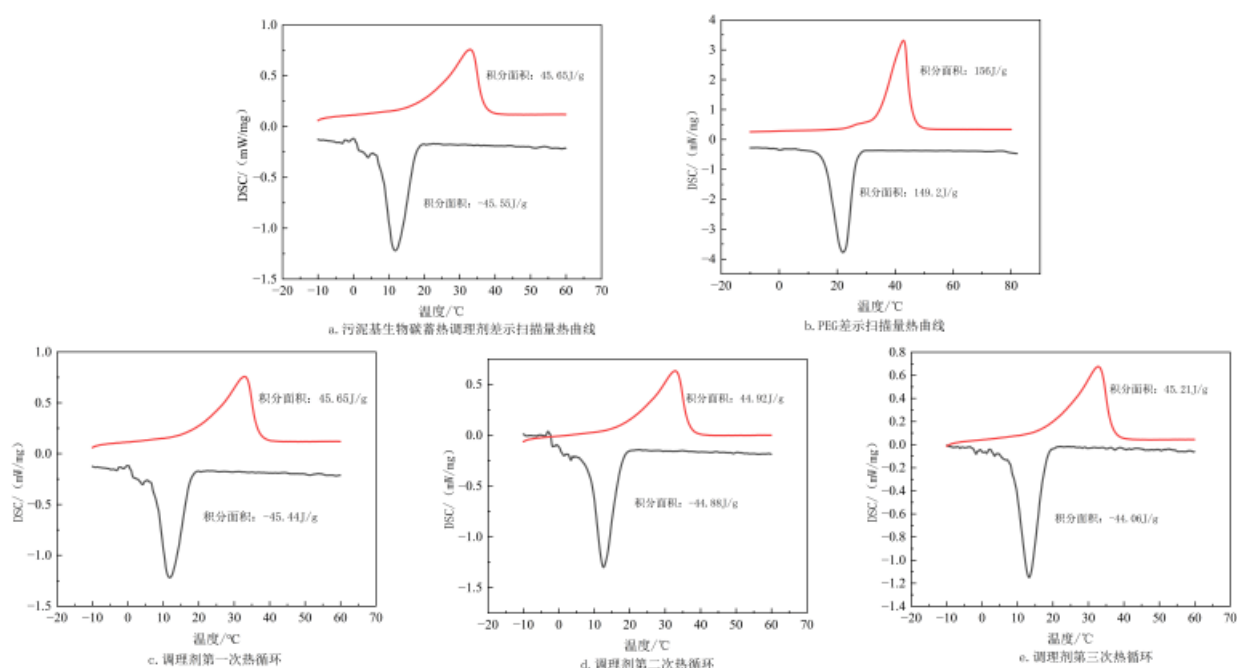 1.0
0.5
0.0
-0.5
-1.0
-1.5
DSC/（mW/mg）
积分面积：45.65J/g
积分面积：-45.55J/g
-20 -10 0 10 20 30 40 50 60 70
温度/℃
a.污泥基生物碳蓄热调理剂差示扫描量热曲线
4
3
2
1
0
-1
-2
-3
-4
DSC/（mW/mg）
积分面积：156J/g
积分面积：149.2J/g
-20 0 20 40 60 80
温度/℃
b.PEG差示扫描量热曲线
1.0
0.5
0.0
-0.5
-1.0
-1.5
DSC/（mW/mg）
积分面积：45.65J/g
积分面积：-45.44J/g
-20 -10 0 10 20 30 40 50 60 70
温度/℃
c.调理剂第一次热循环
0.5
0.0
-0.5
-1.0
-1.5
DSC/（mW/mg）
积分面积：44.92J/g
积分面积：-44.88J/g
-20 -10 0 10 20 30 40 50 60 70
温度/℃
d.调理剂第二次热循环
0.8
0.6
0.4
0.2
0.0
-0.2
-0.4
-0.6
-0.8
-1.0
-1.2
-1.4
DSC/（mW/mg）
积分面积：45.21J/g
积分面积：-44.06J/g
-20 -10 0 10 20 30 40 50 60 70
温度/℃
e.调理剂第三次热循环